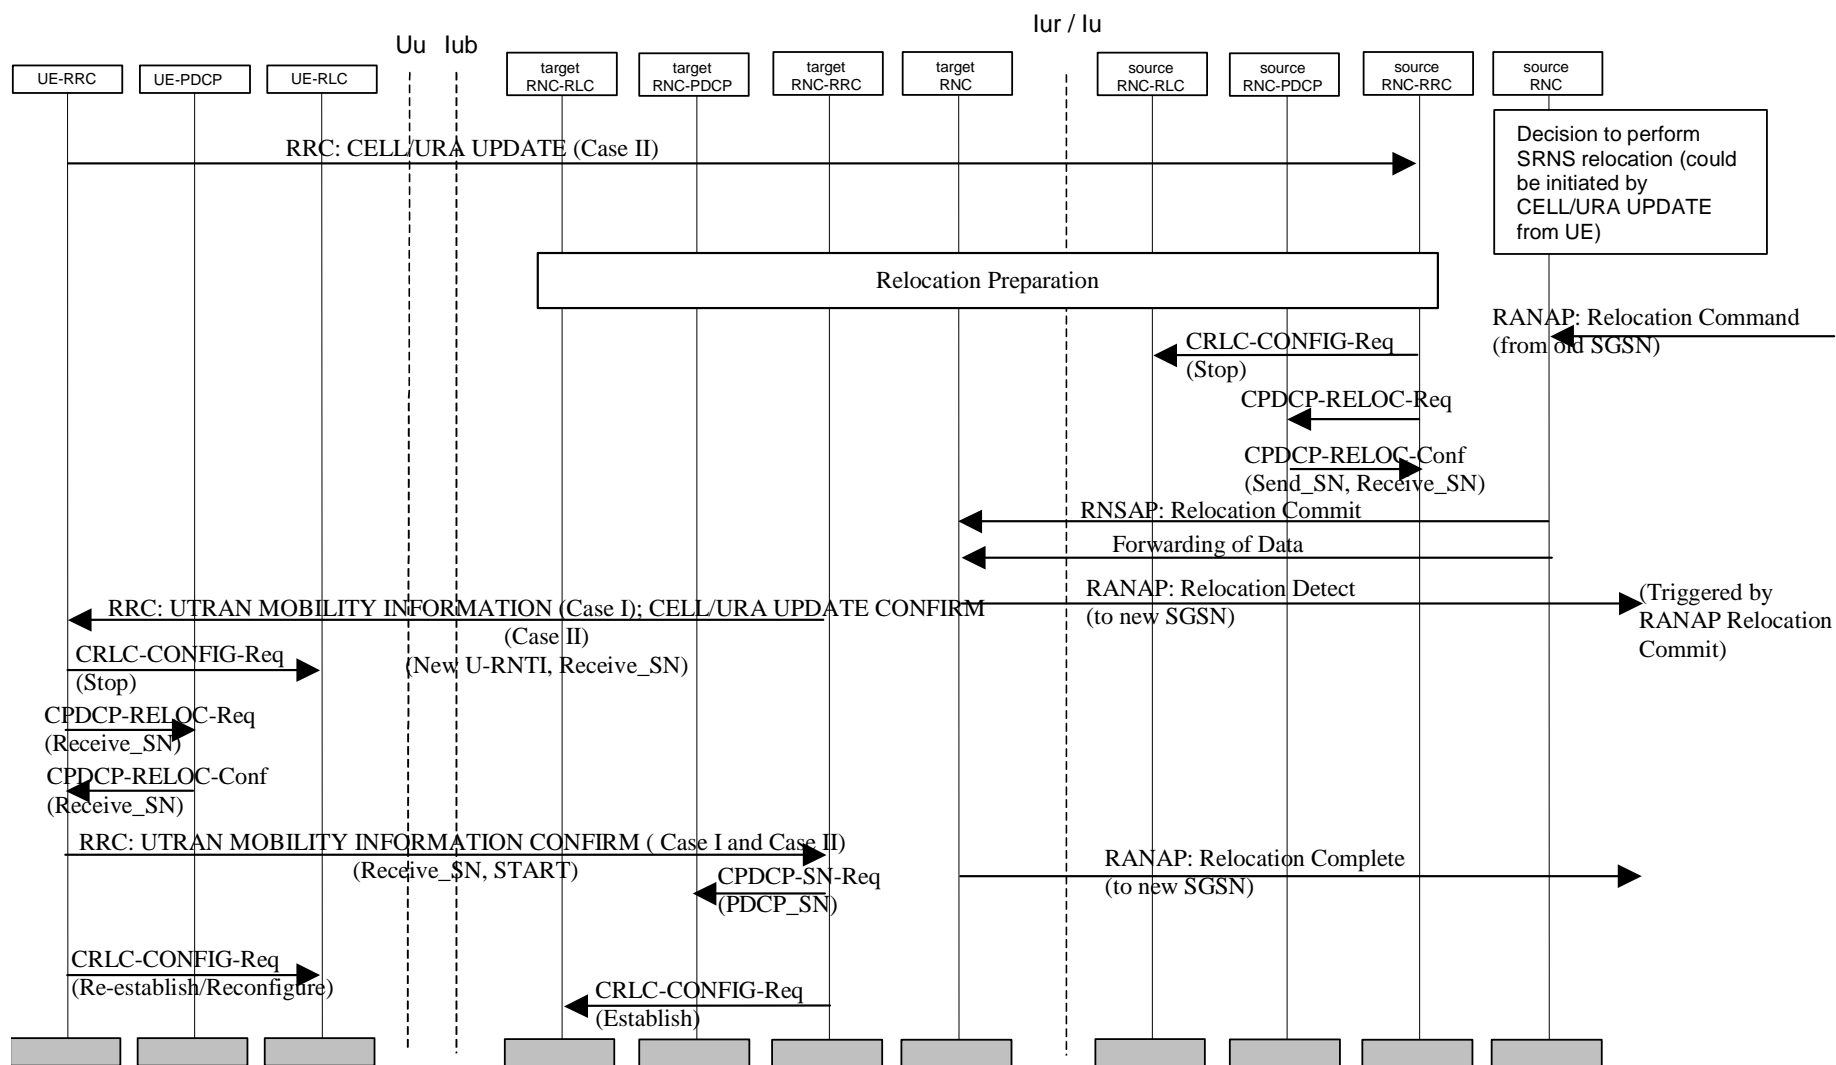 Iur / Iu
Uu Iub
UE-RRC
UE-PDCP
UE-RLC
target
RNC-RLC
target
RNC-PDCP
target
RNC-RRC
target
RNC
source
RNC-RLC
source
RNC-PDCP
source
RNC-RRC
source
RNC
Decision to perform
SRNS relocation (could
be initiated by
CELL/URA UPDATE
from UE)
RRC: CELL/URA UPDATE (Case II)
Relocation Preparation
RANAP: Relocation Command
(from old SGSN)
CRLC-CONFIG-Req
(Stop)
CPDCP-RELOC-Req
CPDCP-RELOC-Conf
(Send_SN, Receive_SN)
RNSAP: Relocation Commit
Forwarding of Data
RANAP: Relocation Detect
(to new SGSN)
(Triggered by
RANAP Relocation
Commit)
RRC: UTRAN MOBILITY INFORMATION (Case I); CELL/URA UPDATE CONFIRM
(Case II)
(New U-RNTI, Receive_SN)
CRLC-CONFIG-Req
(Stop)
CPDCP-RELOC-Req
(Receive_SN)
CPDCP-RELOC-Conf
(Receive_SN)
RRC: UTRAN MOBILITY INFORMATION CONFIRM ( Case I and Case II)
(Receive_SN, START)
RANAP: Relocation Complete
(to new SGSN)
CPDCP-SN-Req
(PDCP_SN)
CRLC-CONFIG-Req
(Re-establish/Reconfigure)
CRLC-CONFIG-Req
(Establish)